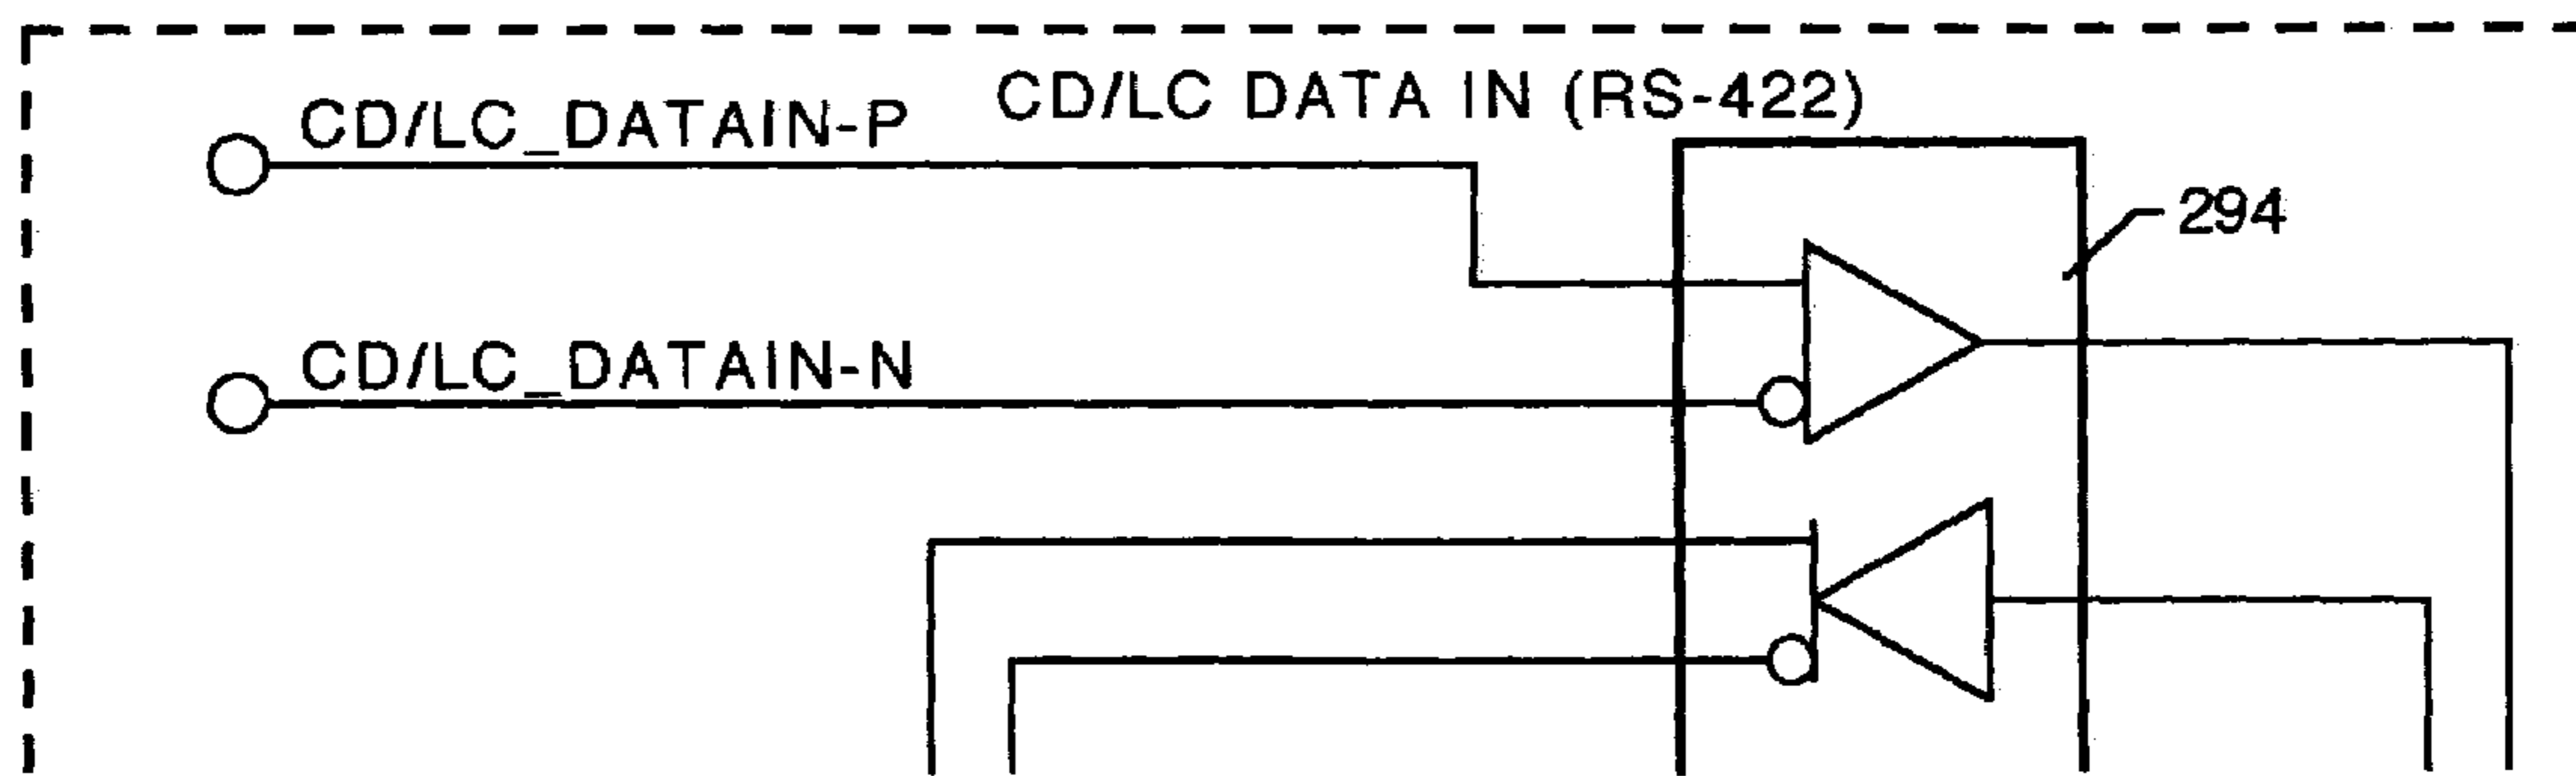 CD/LC DATA IN (RS-422)
CD/LC_DATAIN-P
294
CD/LC_DATAIN-N